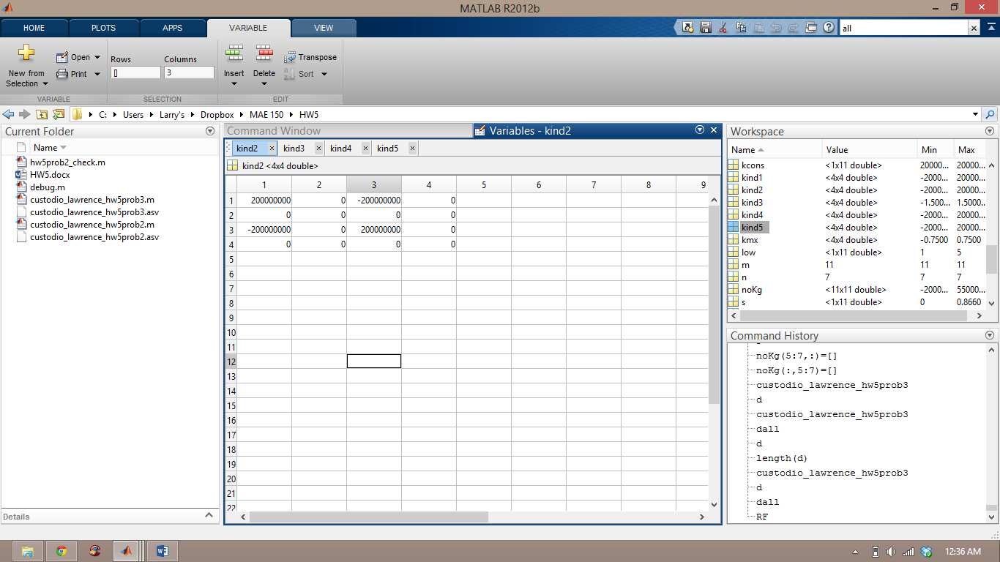 MATLAB R2012b
HOME PLOTS APPS VARIABLE VIEW all
New from Selection Open Print Rows [] Columns 3 Insert Delete Transpose Sort
VARIABLE SELECTION EDIT
C: Users Larry's Dropbox MAE 150 HW5
Current Folder
Name
hw5prob2_check.m
HW5.docx
debug.m
custodio_lawrence_hw5prob3.m
custodio_lawrence_hw5prob3.asv
custodio_lawrence_hw5prob2.m
custodio_lawrence_hw5prob2.asv
Details
Command Window Variables - kind2
kind2 kind3 kind4 kind5
kind2 <4x4 double>
1 2 3 4 5 6 7 8 9
1 200000000 0 -200000000 0
2 0 0 0 0
3 -200000000 0 200000000 0
4 0 0 0 0
5
6
7
8
9
10
11
12
13
14
15
16
17
18
19
20
21
22
Workspace
Name Value Min Max
kcons <1x11 double> 20000... 20000...
kind1 <4x4 double> -2000... 20000...
kind2 <4x4 double> -2000... 20000...
kind3 <4x4 double> -1.500... 1.5000...
kind4 <4x4 double> -2000... 20000...
kind5 <4x4 double> -2000... 20000...
kmx <4x4 double> -0.7500 0.7500
low <1x11 double> 1 5
m 11 11 11
n 7 7 7
noKg <11x11 double> -2000... 55000...
s <1x11 double> 0 0.8660
Command History
noKg(5:7,:)=[]
noKg(:,5:7)=[]
custodio_lawrence_hw5prob3
d
custodio_lawrence_hw5prob3
dall
d
length(d)
custodio_lawrence_hw5prob3
d
dall
RF
12:36 AM